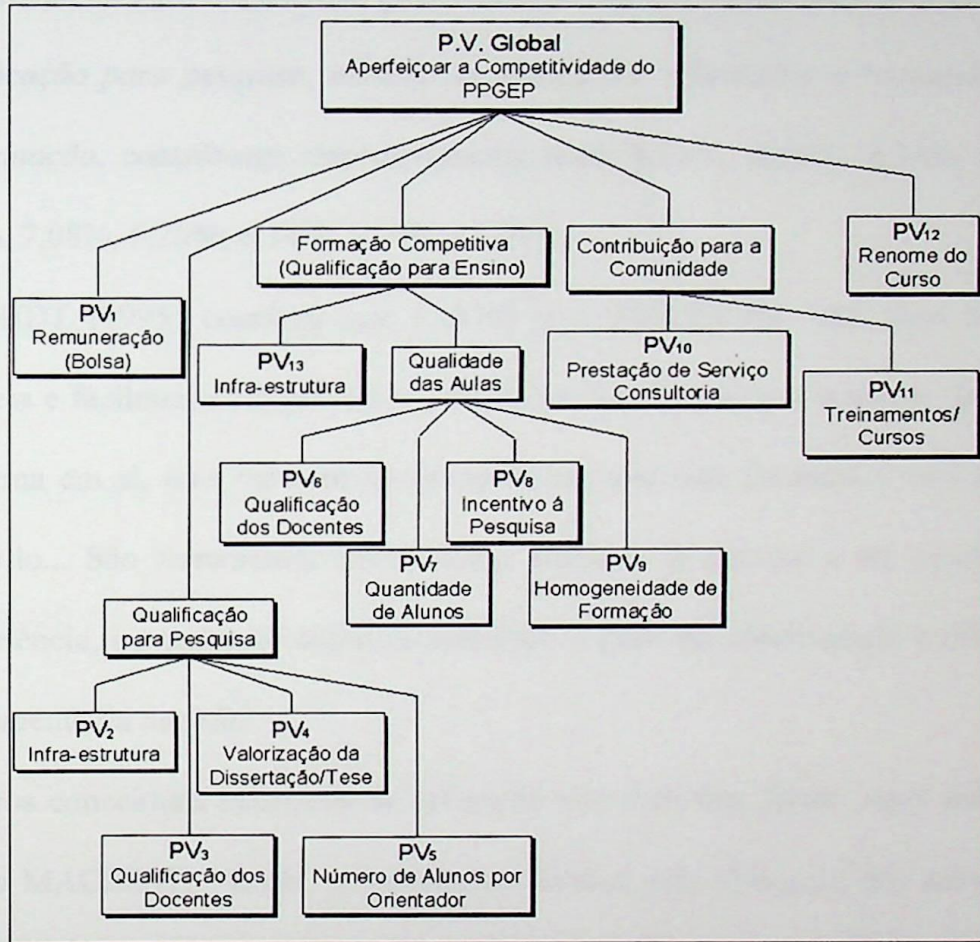 P.V. Global
Aperfeiçoar a Competitividade do
PPGEP
PV1
Remuneração
(Bolsa)
Formação Competitiva
(Qualificação para Ensino)
Contribuição para a
Comunidade
PV12
Renome do
Curso
PV13
Infra-estrutura
Qualidade
das Aulas
PV10
Prestação de Serviço
Consultoria
PV11
Treinamentos/
Cursos
PV6
Qualificação
dos Docentes
PV7
Quantidade
de Alunos
PV8
Incentivo á
Pesquisa
PV9
Homogeneidade de
Formação
Qualificação
para Pesquisa
PV2
Infra-estrutura
PV3
Qualificação dos
Docentes
PV4
Valorização da
Dissertação/Tese
PV5
Número de Alunos por
Orientador